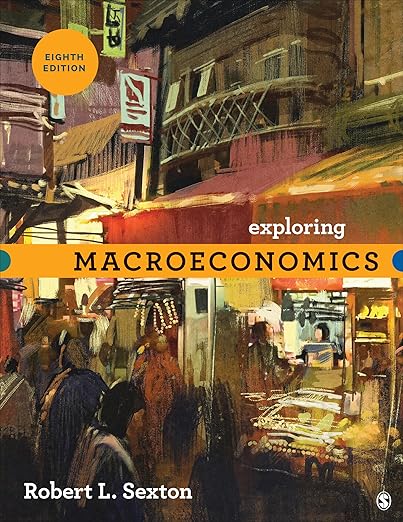 EIGHTH
EDITION
exploring
MACROECONOMICS
Robert L. Sexton